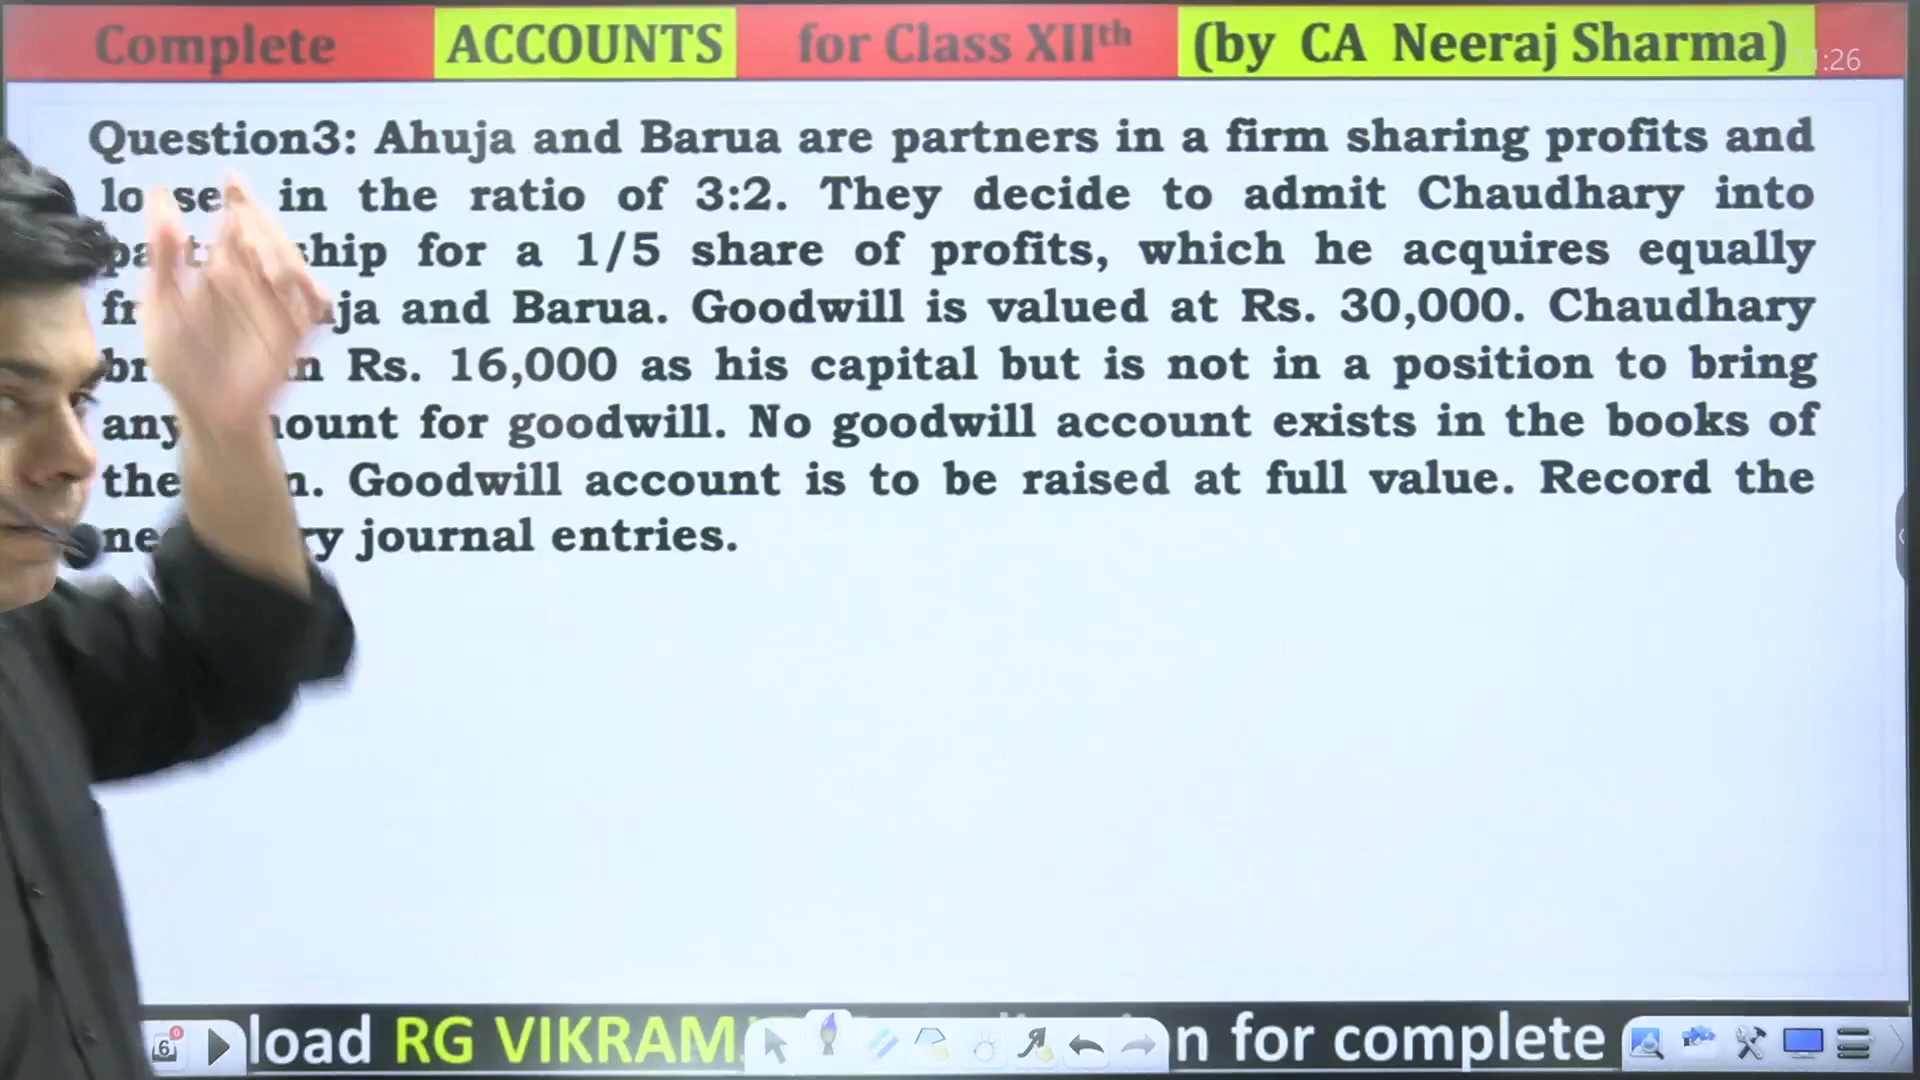 Complete ACCOUNTS for Class XIIth (by CA Neeraj Sharma) :26
Question3: Ahuja and Barua are partners in a firm sharing profits and
in the ratio of 3:2. They decide to admit Chaudhary into
for a 1/5 share of profits, which he acquires equally
and Barua. Goodwill is valued at Rs. 30,000. Chaudhary
Rs. 16,000 as his capital but is not in a position to bring
any for goodwill. No goodwill account exists in the books of
the Goodwill account is to be raised at full value. Record the
journal entries.
6 0 load RG VIKRAM n for complete